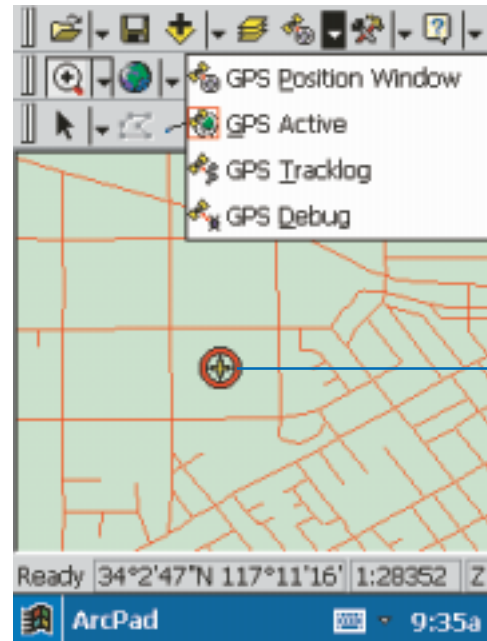 GPS Position Window
GPS Active
GPS Tracklog
GPS Debug
Ready 34°2'47"N 117°11'16' 1:28352 Z
ArcPad 9:35a